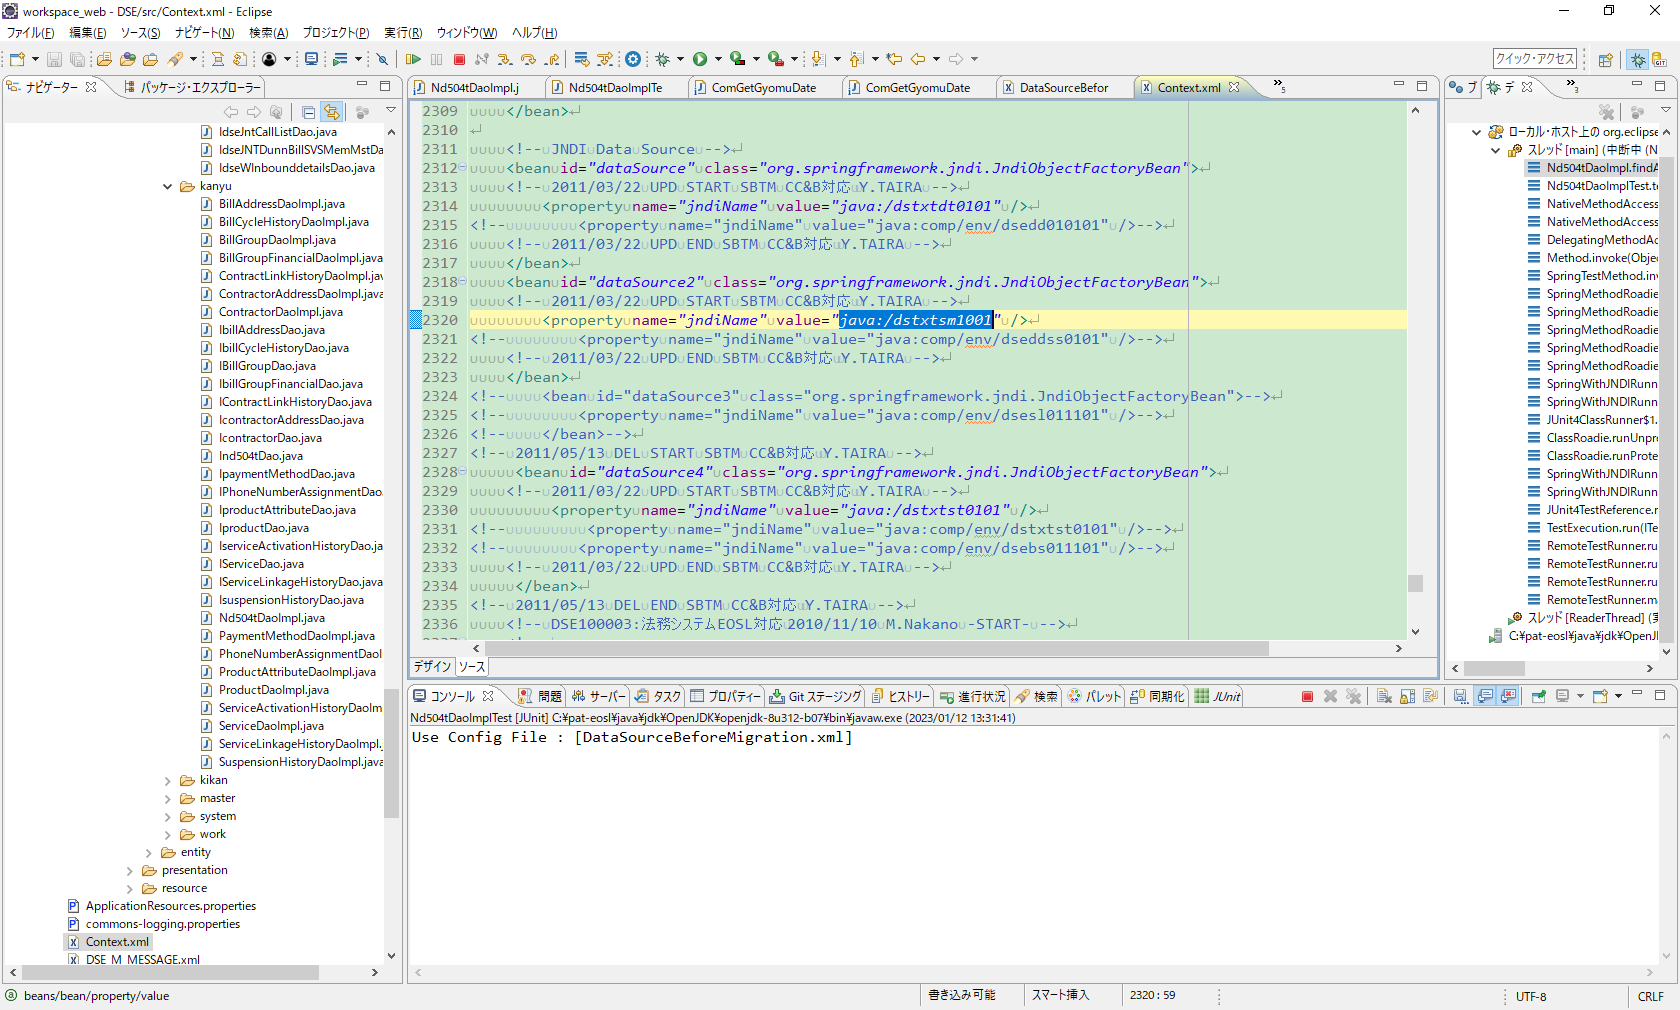 workspace_web - DSE/src/Context.xml - Eclipse
ファイル(F) 編集(E) ソース(S) ナビゲート(N) 検索(A) プロジェクト(P) 実行(R) ウィンドウ(W) ヘルプ(H)
クイック・アクセス
ナビゲーター パッケージ・エクスプローラー
IdseJntCallListDao.java
IdseJNTDunnBillSVSMemMstDa
IdseWInbounddetailsDao.java
kanyu
BillAddressDaoImpl.java
BillCycleHistoryDaoImpl.java
BillGroupDaoImpl.java
BillGroupFinancialDaoImpl.java
ContractLinkHistoryDaoImpl.jav
ContractorAddressDaoImpl.java
ContractorDaoImpl.java
IbillAddressDao.java
IbillCycleHistoryDao.java
IBillGroupDao.java
IbillGroupFinancialDao.java
IContractLinkHistoryDao.java
IcontractorAddressDao.java
IcontractorDao.java
Ind504tDao.java
IpaymentMethodDao.java
IPhoneNumberAssignmentDao.
IproductAttributeDao.java
IproductDao.java
IserviceActivationHistoryDao.ja
IServiceDao.java
IServiceLinkageHistoryDao.java
IsuspensionHistoryDao.java
Nd504tDaoImpl.java
PaymentMethodDaoImpl.java
PhoneNumberAssignmentDaoI
ProductAttributeDaoImpl.java
ProductDaoImpl.java
ServiceActivationHistoryDaoIm
ServiceDaoImpl.java
ServiceLinkageHistoryDaoImpl.
SuspensionHistoryDaoImpl.java
kikan
master
system
work
entity
presentation
resource
ApplicationResources.properties
commons-logging.properties
Context.xml
DSE_M_MESSAGE.xml
Nd504tDaoImpl.j Nd504tDaoImplTe ComGetGyomuDate ComGetGyomuDate DataSourceBefor Context.xml »5
2309 </bean>
2310
2311 <!-- JNDI Data Source -->
2312 <bean id="dataSource" class="org.springframework.jndi.JndiObjectFactoryBean">
2313 <!-- 2011/03/22 UPD START SBTM CC&B対応 Y.TAIRA -->
2314 <property name="jndiName" value="java:/dstxtdt0101" />
2315 <!-- <property name="jndiName" value="java:comp/env/dsedd010101" />-->
2316 <!-- 2011/03/22 UPD END SBTM CC&B対応 Y.TAIRA -->
2317 </bean>
2318 <bean id="dataSource2" class="org.springframework.jndi.JndiObjectFactoryBean">
2319 <!-- 2011/03/22 UPD START SBTM CC&B対応 Y.TAIRA -->
2320 <property name="jndiName" value="java:/dstxtsm1001" />
2321 <!-- <property name="jndiName" value="java:comp/env/dseddss0101" />-->
2322 <!-- 2011/03/22 UPD END SBTM CC&B対応 Y.TAIRA -->
2323 </bean>
2324 <!-- <bean id="dataSource3" class="org.springframework.jndi.JndiObjectFactoryBean">-->
2325 <!-- <property name="jndiName" value="java:comp/env/dsesl011101" />-->
2326 <!-- </bean>-->
2327 <!-- 2011/05/13 DEL START SBTM CC&B対応 Y.TAIRA -->
2328 <bean id="dataSource4" class="org.springframework.jndi.JndiObjectFactoryBean">
2329 <!-- 2011/03/22 UPD START SBTM CC&B対応 Y.TAIRA -->
2330 <property name="jndiName" value="java:/dstxtst0101" />
2331 <!-- <property name="jndiName" value="java:comp/env/dstxtst0101" />-->
2332 <!-- <property name="jndiName" value="java:comp/env/dsebs011101" />-->
2333 <!-- 2011/03/22 UPD END SBTM CC&B対応 Y.TAIRA -->
2334 </bean>
2335 <!-- 2011/05/13 DEL END SBTM CC&B対応 Y.TAIRA -->
2336 <!-- DSE100003:法務システムEOSL対応 2010/11/10 M.Nakano -START- -->
デザイン ソース
ブ デ »3
ローカル・ホスト上の org.eclipse
スレッド [main] (中断中 (N
Nd504tDaoImpl.findA
Nd504tDaoImplTest.te
NativeMethodAccess
NativeMethodAccess
DelegatingMethodAc
Method.invoke(Objec
SpringTestMethod.inv
SpringMethodRoadie
SpringMethodRoadie
SpringMethodRoadie
SpringMethodRoadie
SpringMethodRoadie
SpringWithJNDIRunn
SpringWithJNDIRunn
JUnit4ClassRunner$1.
ClassRoadie.runUnpro
ClassRoadie.runProte
SpringWithJNDIRunn
SpringWithJNDIRunn
JUnit4TestReference.r
TestExecution.run(ITe
RemoteTestRunner.ru
RemoteTestRunner.ru
RemoteTestRunner.ru
RemoteTestRunner.ma
スレッド [ReaderThread] (実
C:¥pat-eosl¥java¥jdk¥OpenJ
コンソール 問題 サーバー タスク プロパティー Git ステージング ヒストリー 進行状況 検索 パレット 同期化 JUnit
Nd504tDaoImplTest [JUnit] C:¥pat-eosl¥java¥jdk¥OpenJDK¥openjdk-8u312-b07¥bin¥javaw.exe (2023/01/12 13:31:41)
Use Config File : [DataSourceBeforeMigration.xml]
beans/bean/property/value 書き込み可能 スマート挿入 2320 : 59 UTF-8 CRLF